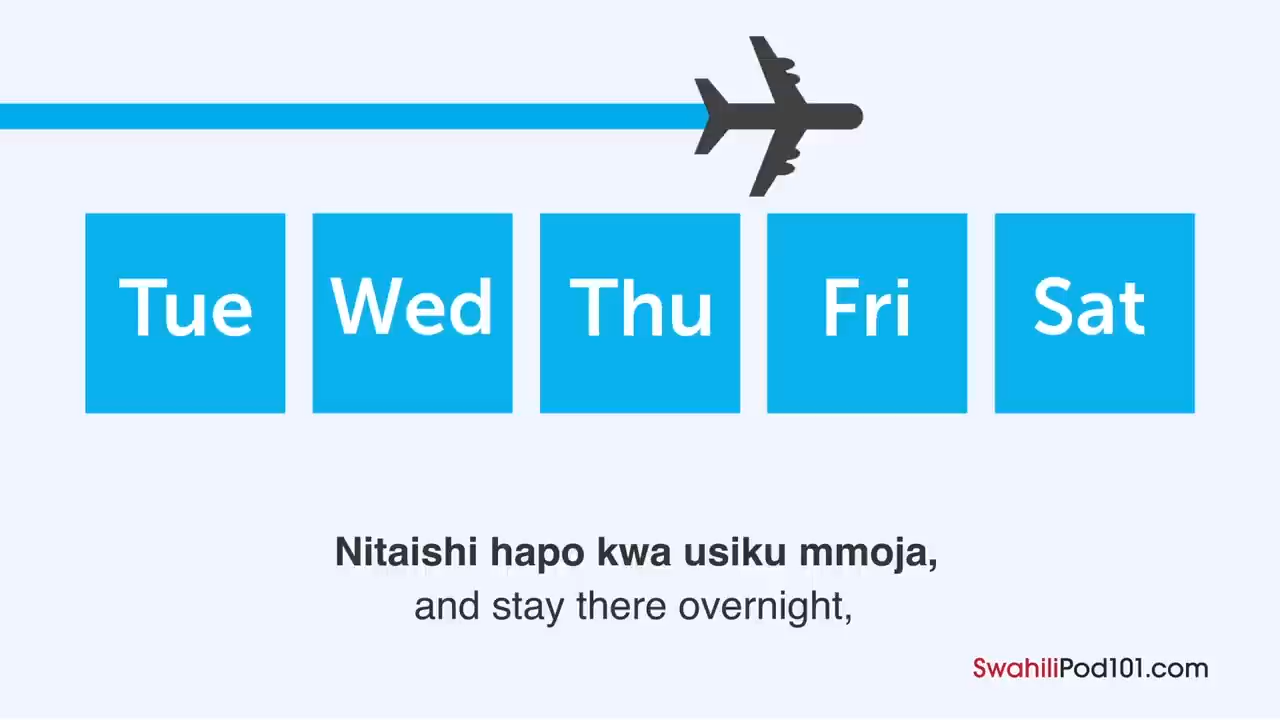 Tue Wed Thu Fri Sat
Nitaishi hapo kwa usiku mmoja,
and stay there overnight,
SwahiliPod101.com